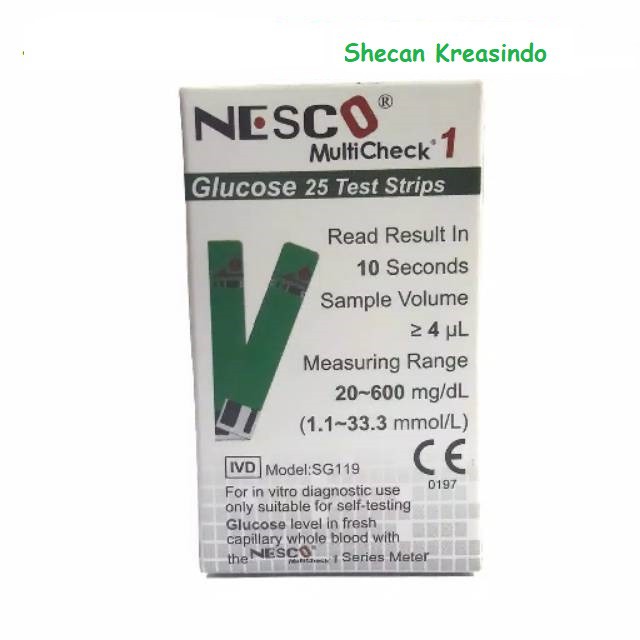 Shecan Kreasindo
NESCO®
MultiCheck® 1
Glucose 25 Test Strips
Read Result In
10 Seconds
Sample Volume
≥ 4 µL
Measuring Range
20~600 mg/dL
(1.1~33.3 mmol/L)
CE
0197
IVD Model:SG119
For in vitro diagnostic use
only suitable for self-testing
Glucose level in fresh
capillary whole blood with
the NESCO® MultiCheck 1 Series Meter